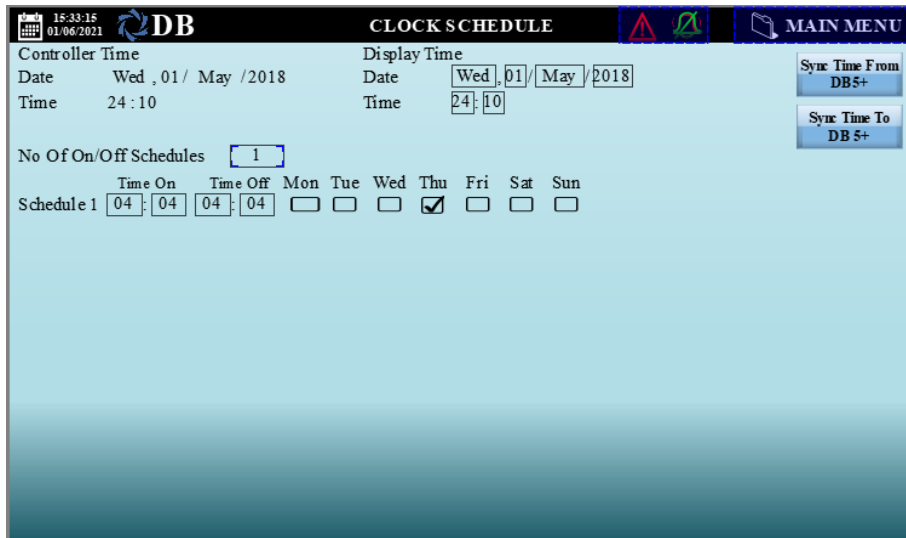 15:33:15
01/06/2021
DB
CLOCK SCHEDULE
MAIN MENU
Controller Time
Date Wed , 01 / May /2018
Time 24 : 10
Display Time
Date Wed , 01 / May / 2018
Time 24 : 10
Sync Time From
DB5+
Sync Time To
DB 5+
No Of On/Off Schedules 1
Time On Time Off Mon Tue Wed Thu Fri Sat Sun
Schedule 1 04 : 04 04 : 04